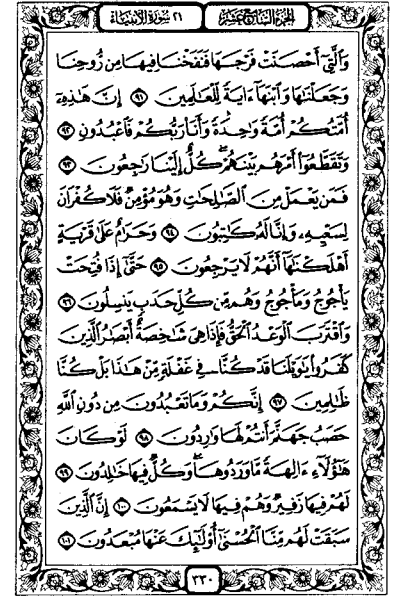 الجزء السابع عشر ٢١ سورة الأنبياء
وَٱلَّتِىٓ أَحۡصَنَتۡ فَرۡجَهَا فَنَفَخۡنَا فِيهَا مِن رُّوحِنَا
وَجَعَلۡنَٰهَا وَٱبۡنَهَآ ءَايَةٗ لِّلۡعَٰلَمِينَ ٩١ إِنَّ هَٰذِهِۦٓ
أُمَّتُكُمۡ أُمَّةٗ وَٰحِدَةٗ وَأَنَا۠ رَبُّكُمۡ فَٱعۡبُدُونِ ٩٢
وَتَقَطَّعُوٓاْ أَمۡرَهُم بَيۡنَهُمۡۖ كُلٌّ إِلَيۡنَا رَٰجِعُونَ ٩٣
فَمَن يَعۡمَلۡ مِنَ ٱلصَّٰلِحَٰتِ وَهُوَ مُؤۡمِنٞ فَلَا كُفۡرَانَ
لِسَعۡيِهِۦ وَإِنَّا لَهُۥ كَٰتِبُونَ ٩٤ وَحَرَٰمٌ عَلَىٰ قَرۡيَةٍ
أَهۡلَكۡنَٰهَآ أَنَّهُمۡ لَا يَرۡجِعُونَ ٩٥ حَتَّىٰٓ إِذَا فُتِحَتۡ
يَأۡجُوجُ وَمَأۡجُوجُ وَهُم مِّن كُلِّ حَدَبٖ يَنسِلُونَ ٩٦
وَٱقۡتَرَبَ ٱلۡوَعۡدُ ٱلۡحَقُّ فَإِذَا هِىَ شَٰخِصَةٌ أَبۡصَٰرُ ٱلَّذِينَ
كَفَرُواْ يَٰوَيۡلَنَا قَدۡ كُنَّا فِى غَفۡلَةٖ مِّنۡ هَٰذَا بَلۡ كُنَّا
ظَٰلِمِينَ ٩٧ إِنَّكُمۡ وَمَا تَعۡبُدُونَ مِن دُونِ ٱللَّهِ
حَصَبُ جَهَنَّمَ أَنتُمۡ لَهَا وَٰرِدُونَ ٩٨ لَوۡ كَانَ
هَٰٓؤُلَآءِ ءَالِهَةٗ مَّا وَرَدُوهَاۖ وَكُلّٞ فِيهَا خَٰلِدُونَ ٩٩
لَهُمۡ فِيهَا زَفِيرٞ وَهُمۡ فِيهَا لَا يَسۡمَعُونَ ١٠٠ إِنَّ ٱلَّذِينَ
سَبَقَتۡ لَهُم مِّنَّا ٱلۡحُسۡنَىٰٓ أُوْلَٰٓئِكَ عَنۡهَا مُبۡعَدُونَ ١٠١
٣٣٠